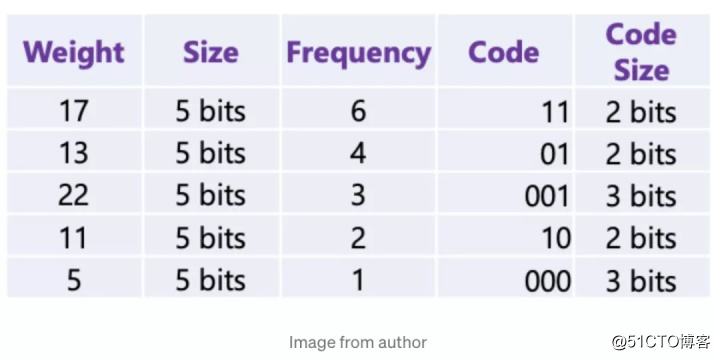 Weight Size Frequency Code Code Size
17 5 bits 6 11 2 bits
13 5 bits 4 01 2 bits
22 5 bits 3 001 3 bits
11 5 bits 2 10 2 bits
5 5 bits 1 000 3 bits
Image from author
@51CTO博客